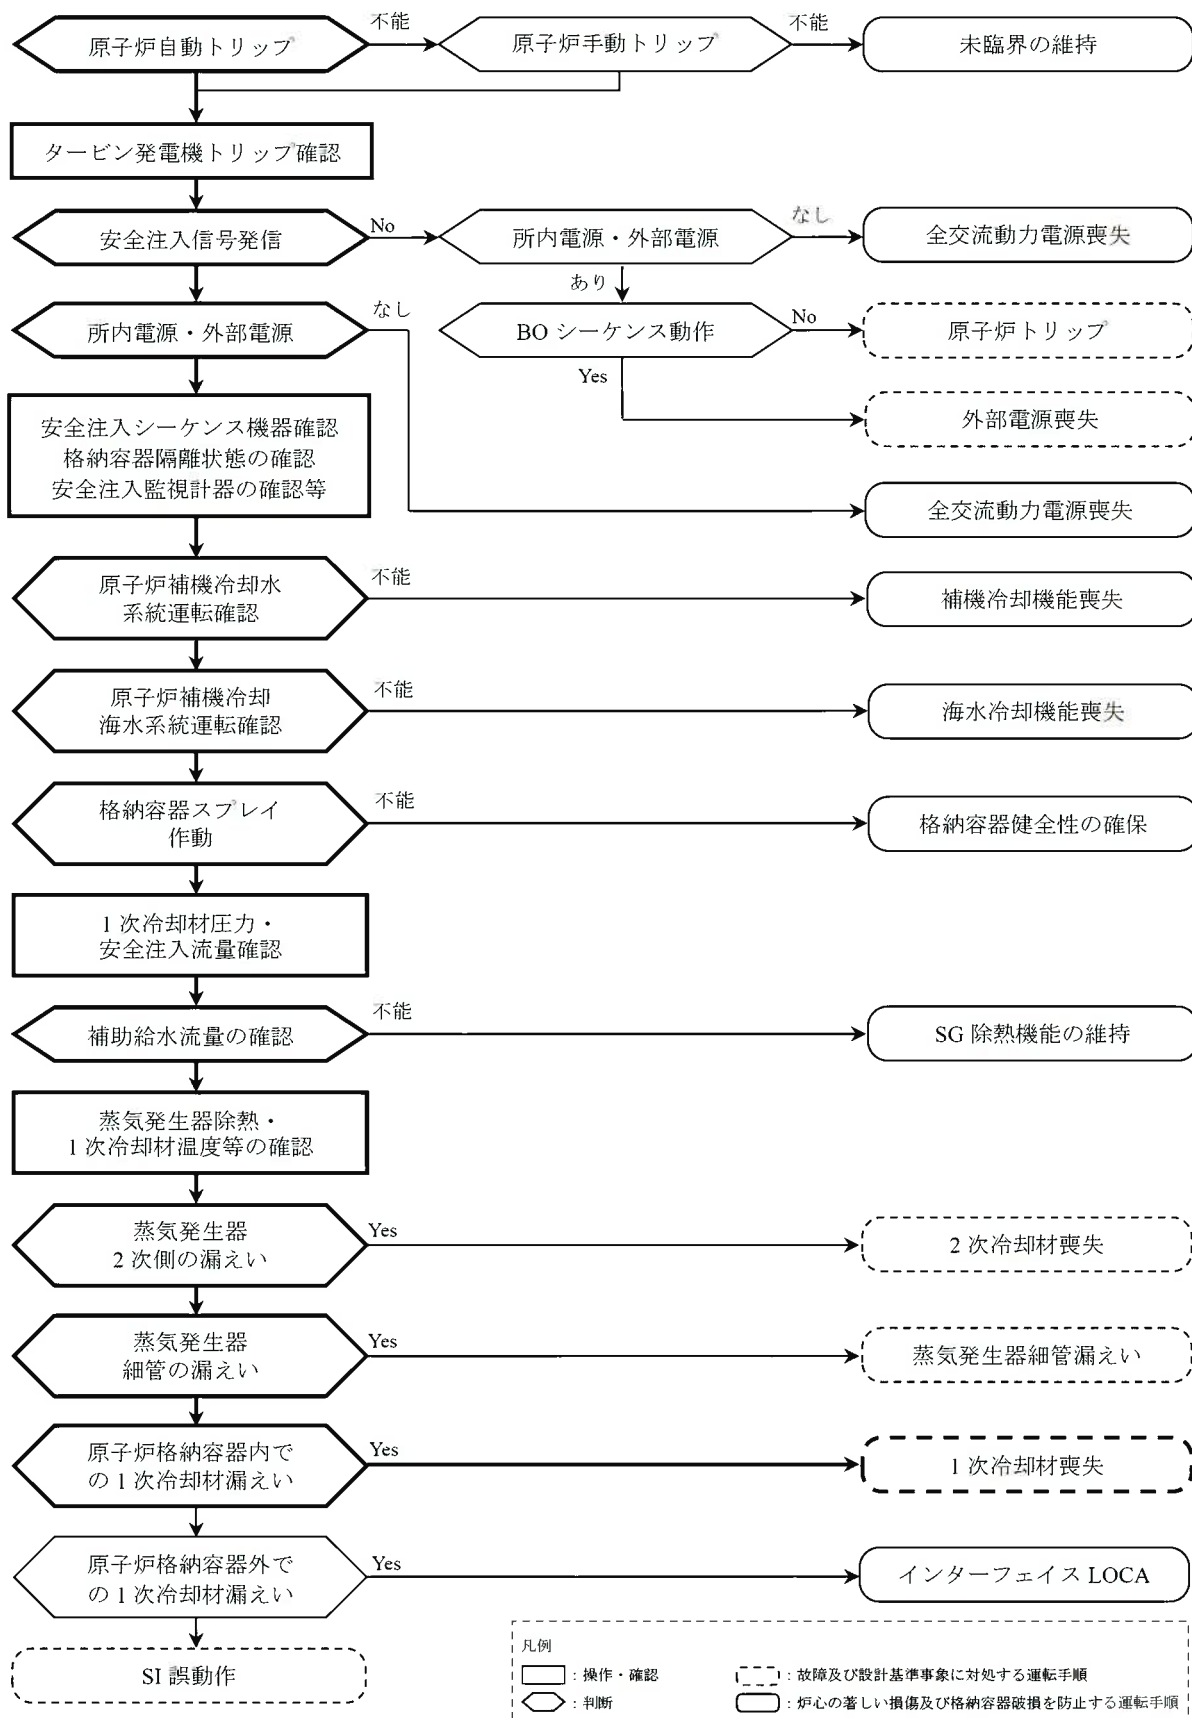 原子炉自動トリップ
不能
原子炉手動トリップ
不能
未臨界の維持
タービン発電機トリップ確認
安全注入信号発信
No
所内電源・外部電源
なし
全交流動力電源喪失
あり
所内電源・外部電源
なし
BO シーケンス動作
No
原子炉トリップ
Yes
外部電源喪失
安全注入シーケンス機器確認
格納容器隔離状態の確認
安全注入監視計器の確認等
全交流動力電源喪失
原子炉補機冷却水
系統運転確認
不能
補機冷却機能喪失
原子炉補機冷却
海水系統運転確認
不能
海水冷却機能喪失
格納容器スプレイ
作動
不能
格納容器健全性の確保
1 次冷却材圧力・
安全注入流量確認
補助給水流量の確認
不能
SG 除熱機能の維持
蒸気発生器除熱・
1 次冷却材温度等の確認
蒸気発生器
2 次側の漏えい
Yes
2 次冷却材喪失
蒸気発生器
細管の漏えい
Yes
蒸気発生器細管漏えい
原子炉格納容器内で
の 1 次冷却材漏えい
Yes
1 次冷却材喪失
原子炉格納容器外で
の 1 次冷却材漏えい
Yes
インターフェイス LOCA
SI 誤動作
凡例
：操作・確認
：故障及び設計基準事象に対処する運転手順
：判断
：炉心の著しい損傷及び格納容器破損を防止する運転手順